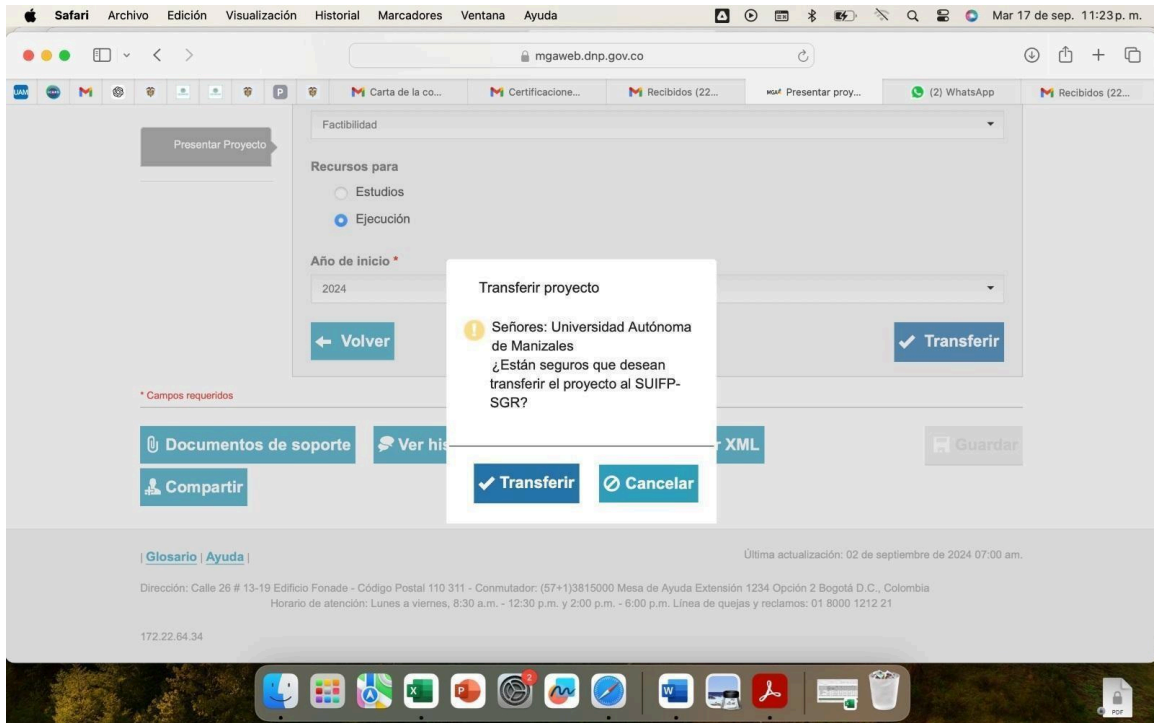 Safari Archivo Edición Visualización Historial Marcadores Ventana Ayuda Mar 17 de sep. 11:23 p. m.
mgaweb.dnp.gov.co
UAM P Carta de la co... Certificacione... Recibidos (22... Presentar proy... (2) WhatsApp Recibidos (22...
Factibilidad
Presentar Proyecto
Recursos para
Estudios
Ejecución
Año de inicio *
2024
Transferir proyecto
Señores: Universidad Autónoma
de Manizales
¿Están seguros que desean
transferir el proyecto al SUIFP-
SGR?
Transferir Cancelar
Volver Transferir
* Campos requeridos
Documentos de soporte Ver his r XML Guardar
Compartir
| Glosario | Ayuda | Última actualización: 02 de septiembre de 2024 07:00 am.
Dirección: Calle 26 # 13-19 Edificio Fonade - Código Postal 110 311 - Conmutador: (57+1)3815000 Mesa de Ayuda Extensión 1234 Opción 2 Bogotá D.C., Colombia
Horario de atención: Lunes a viernes, 8:30 a.m. - 12:30 p.m. y 2:00 p.m. - 6:00 p.m. Línea de quejas y reclamos: 01 8000 1212 21
172.22.64.34
2
PDF